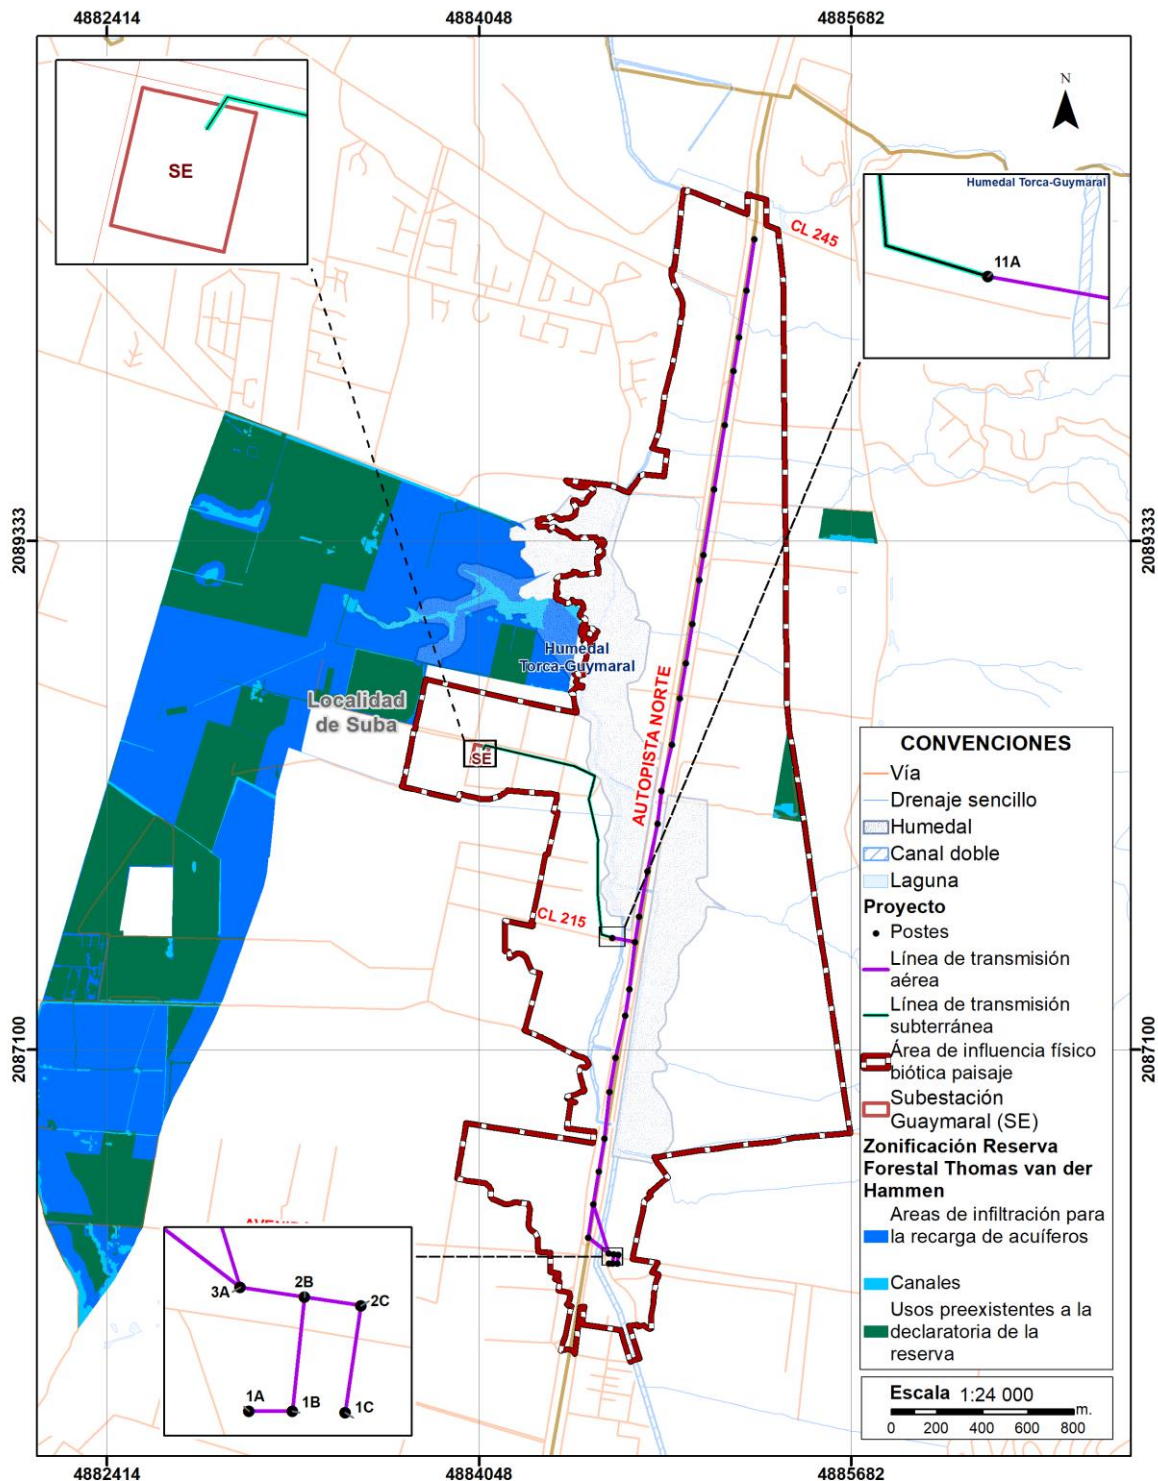 4882414
4884048
4885682
SE
N
Humedal Torca-Guymaral
11A
CL 245
2089333
2089333
Humedal
Torca-Guymaral
Localidad
de Suba
SE
AUTOPISTA NORTE
CL 215
2087100
2087100
3A
2B
2C
1A
1B
1C
CONVENCIONES
Vía
Drenaje sencillo
Humedal
Canal doble
Laguna
Proyecto
Postes
Línea de transmisión
aérea
Línea de transmisión
subterránea
Área de influencia físico
biótica paisaje
Subestación
Guaymaral (SE)
Zonificación Reserva
Forestal Thomas van der
Hammen
Areas de infiltración para
la recarga de acuíferos
Canales
Usos preexistentes a la
declaratoria de la
reserva
Escala 1:24 000
m.
0 200 400 600 800
4882414
4884048
4885682